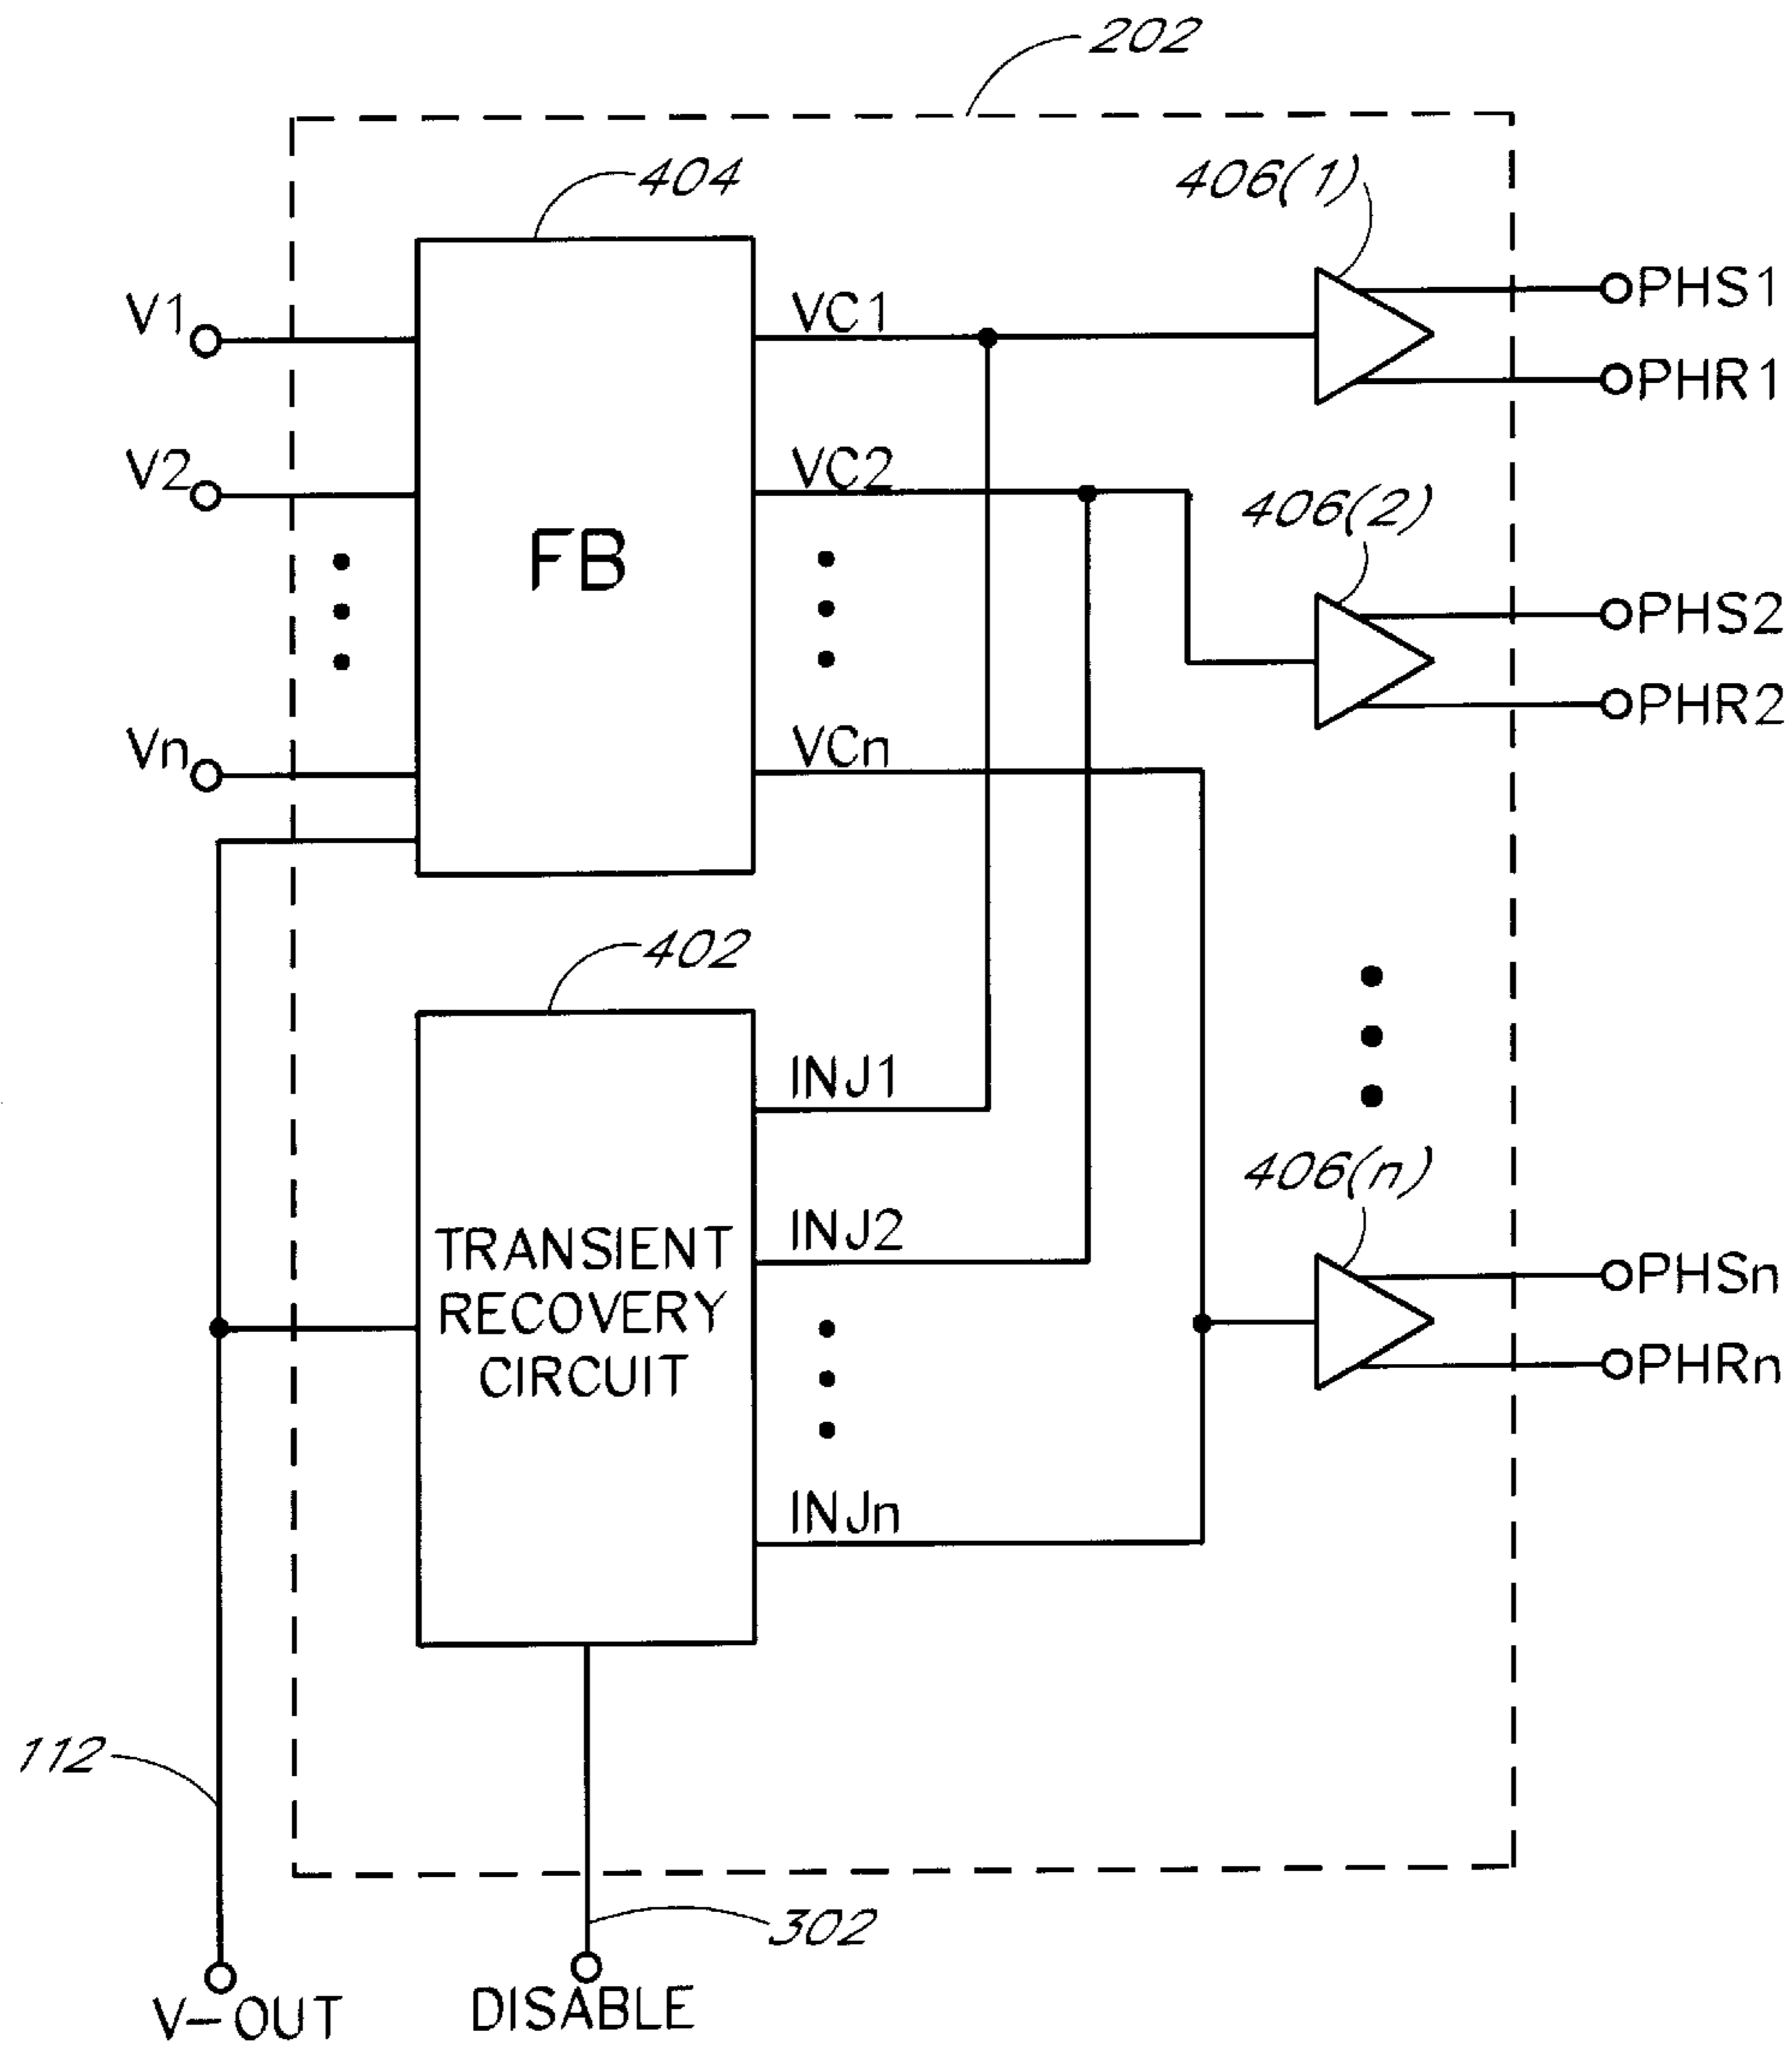 202
404
406(1)
V1
VC1
PHS1
PHR1
V2
VC2
406(2)
FB
PHS2
PHR2
Vn
VCn
402
INJ1
406(n)
INJ2
TRANSIENT
RECOVERY
CIRCUIT
PHSn
PHRn
INJn
112
302
V-OUT
DISABLE